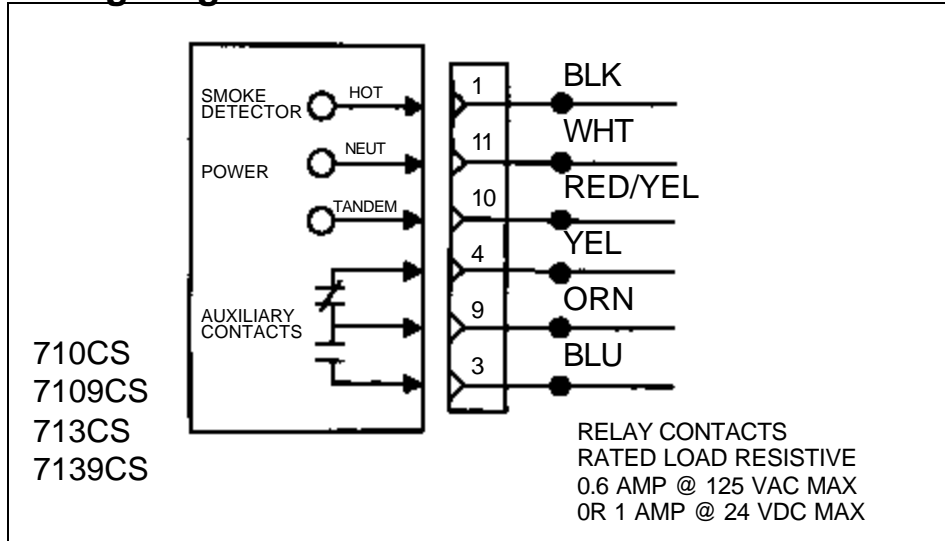 SMOKE
DETECTOR
HOT
POWER
NEUT
TANDEM
AUXILIARY
CONTACTS
1
11
10
4
9
3
BLK
WHT
RED/YEL
YEL
ORN
BLU
710CS
7109CS
713CS
7139CS
RELAY CONTACTS
RATED LOAD RESISTIVE
0.6 AMP @ 125 VAC MAX
0R 1 AMP @ 24 VDC MAX